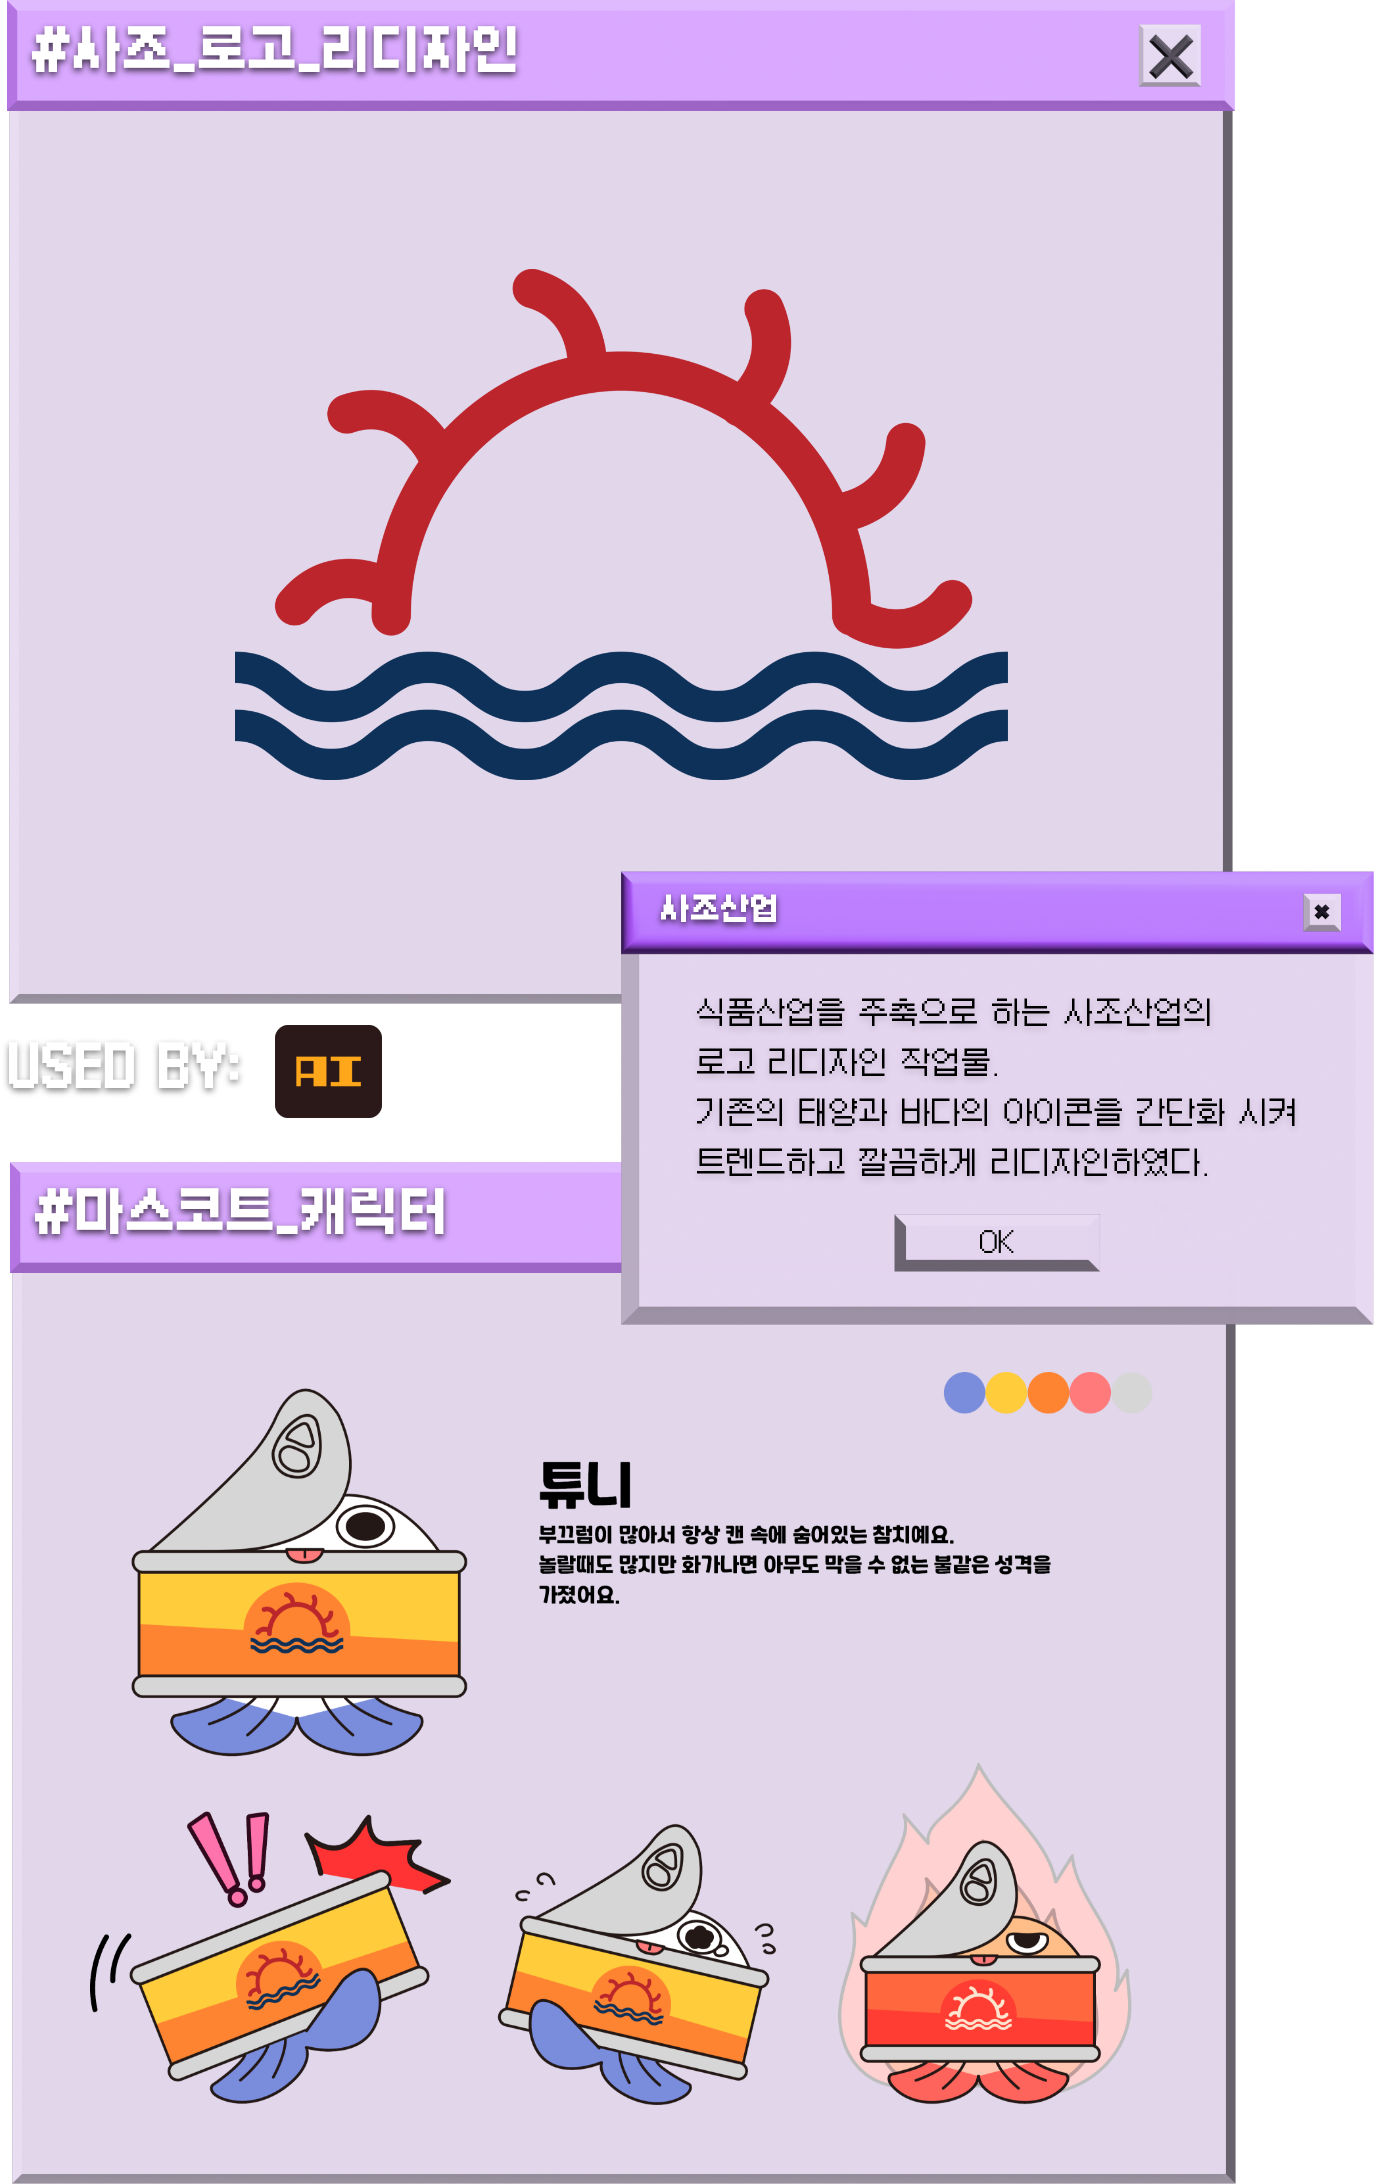 #사조_로고_리디자인
사조산업
식품산업을 주축으로 하는 사조산업의
로고 리디자인 작업물.
기존의 태양과 바다의 아이콘을 간단화 시켜
트렌드하고 깔끔하게 리디자인하였다.
OK
USED BY: AI
#마스코트_캐릭터
튜니
부끄럼이 많아서 항상 캔 속에 숨어있는 참치예요.
놀랄때도 많지만 화가나면 아무도 막을 수 없는 불같은 성격을
가졌어요.